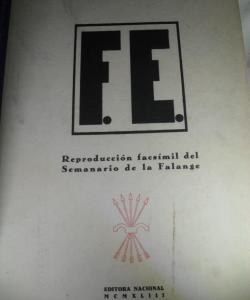 F.E.
Reproducción facsímil del
Semanario de la Falange
EDITORA NACIONAL
MCMXLIII